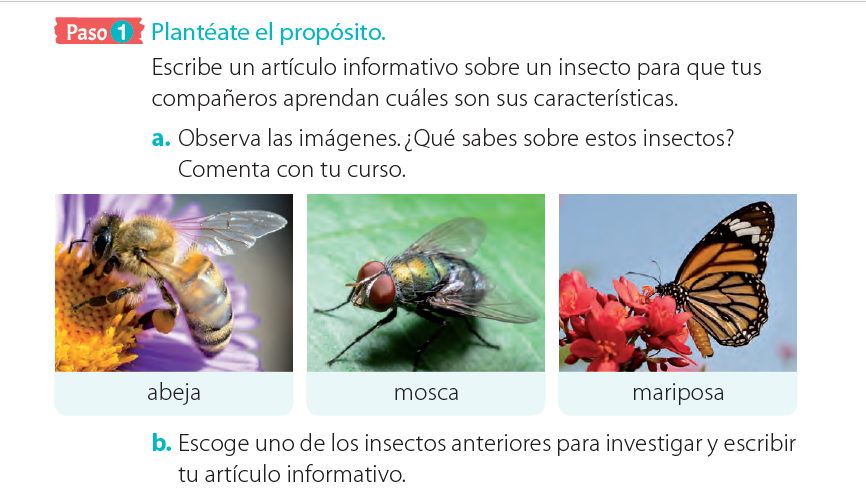 Paso 1 Plantéate el propósito.
Escribe un artículo informativo sobre un insecto para que tus
compañeros aprendan cuáles son sus características.
a. Observa las imágenes. ¿Qué sabes sobre estos insectos?
Comenta con tu curso.
abeja mosca mariposa
b. Escoge uno de los insectos anteriores para investigar y escribir
tu artículo informativo.